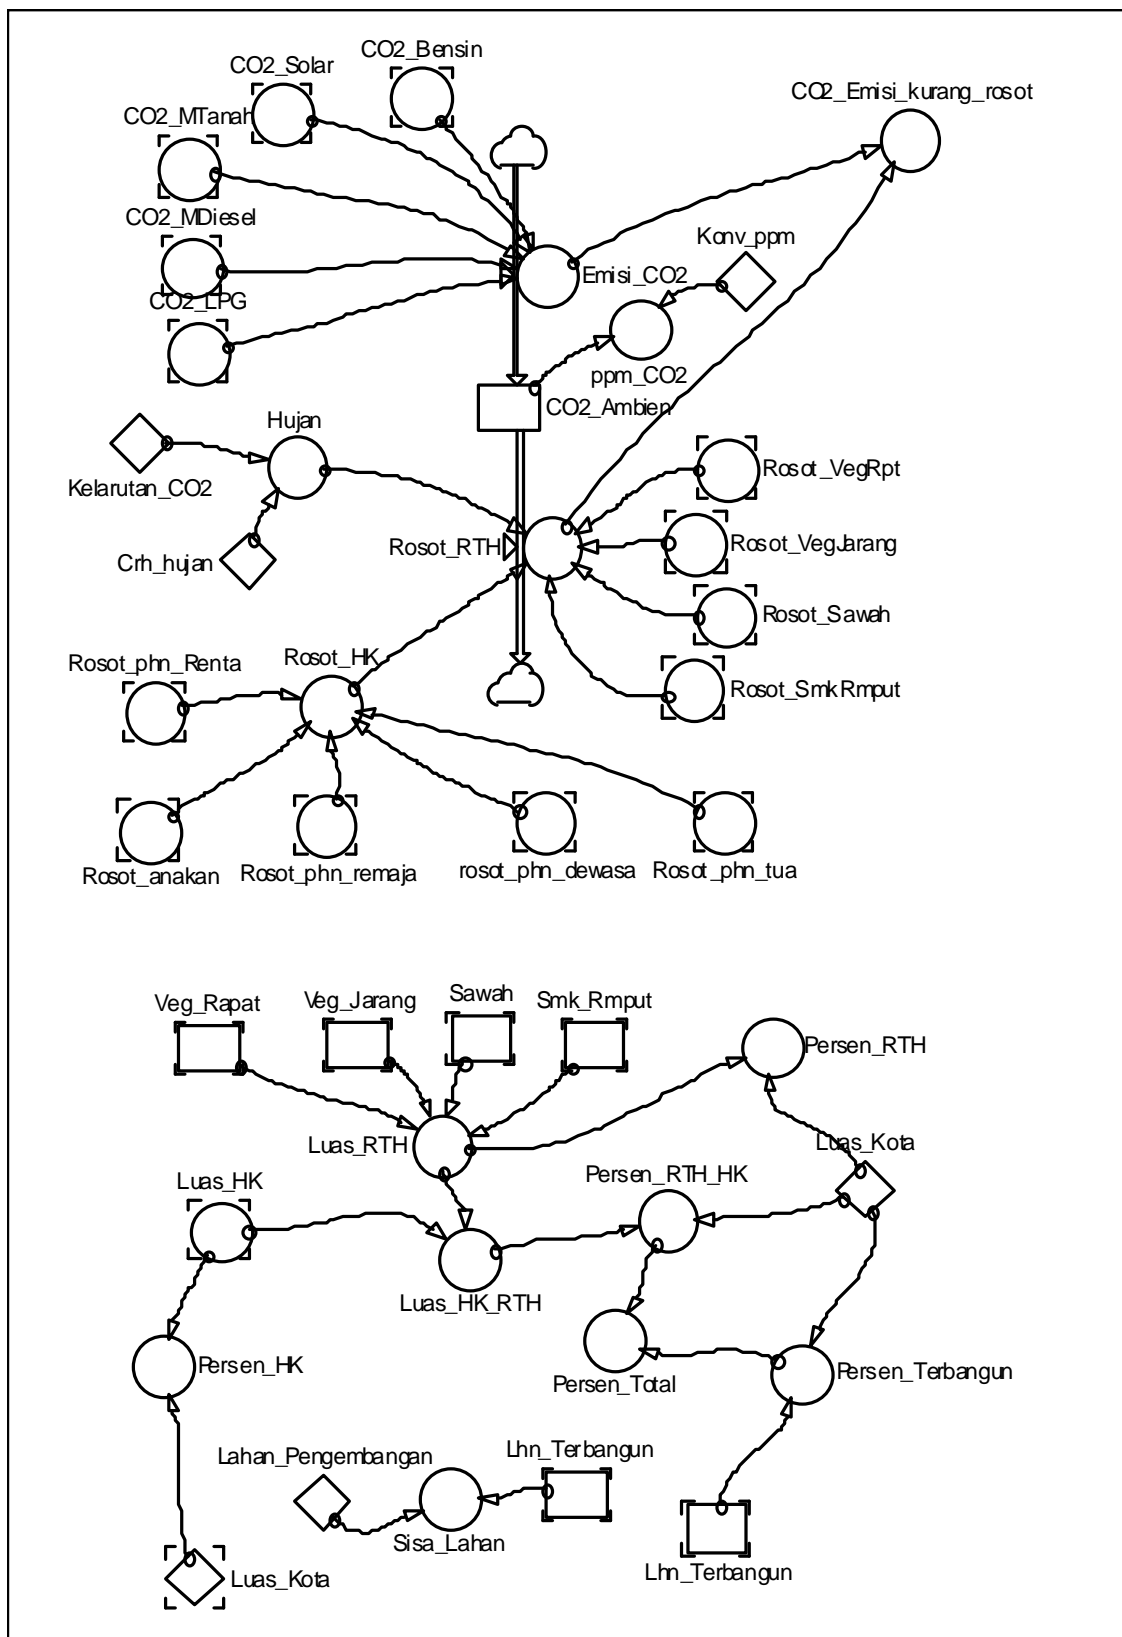 CO2_Bensin
CO2_Solar
CO2_Emisi_kurang_rosot
CO2_MTanah
CO2_MDiesel
Konv_ppm
Emisi_CO2
CO2_LPG
ppm_CO2
CO2_Ambien
Hujan
Kelarutan_CO2
Rosot_VegRpt
Rosot_RTH
Rosot_VegJarang
Crh_hujan
Rosot_Sawah
Rosot_HK
Rosot_phn_Renta
Rosot_SmkRmput
Rosot_anakan
Rosot_phn_remaja
rosot_phn_dewasa
Rosot_phn_tua
Veg_Rapat
Veg_Jarang
Sawah
Smk_Rmput
Persen_RTH
Luas_RTH
Luas_Kota
Luas_HK
Persen_RTH_HK
Luas_HK_RTH
Persen_HK
Persen_Total
Persen_Terbangun
Lahan_Pengembangan
Lhn_Terbangun
Sisa_Lahan
Luas_Kota
Lhn_Terbangun